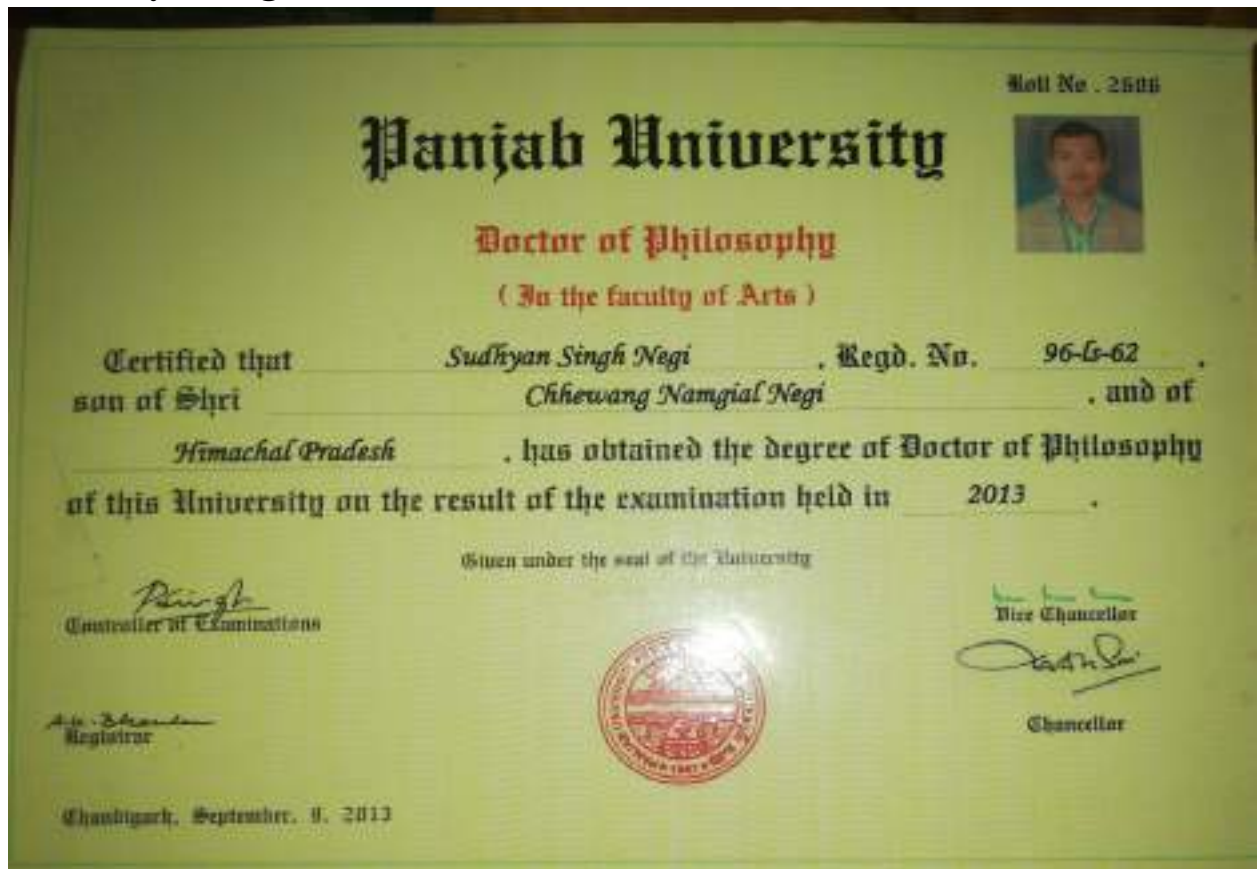 Roll No . 2606
Panjab University
Doctor of Philosophy
( In the faculty of Arts )
Certified that Sudhyan Singh Negi , Regd. No. 96-ls-62 .
son of Shri Chhewang Namgial Negi , and of
Himachal Pradesh , has obtained the degree of Doctor of Philosophy
of this University on the result of the examination held in 2013 .
Given under the seal of the University
Controller of Examinations
Vice Chancellor
Registrar
Chancellor
Chandigarh, September, 9, 2013